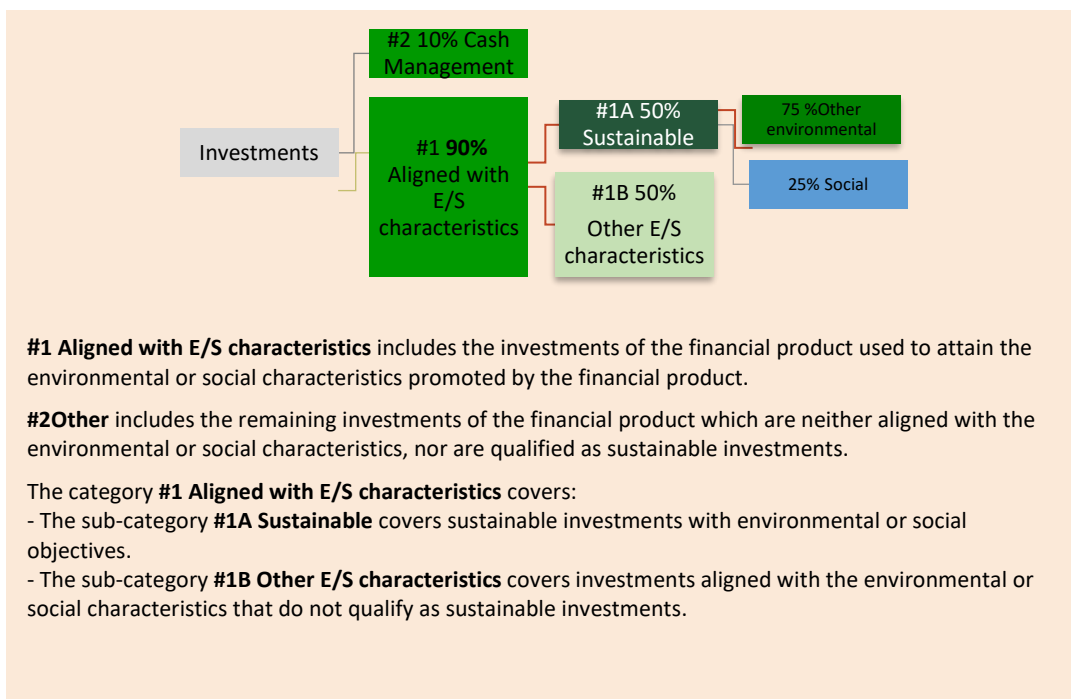 #2 10% Cash
Management
Investments
#1 90%
Aligned with
E/S
characteristics
#1A 50%
Sustainable
75 %Other
environmental
25% Social
#1B 50%
Other E/S
characteristics
#1 Aligned with E/S characteristics includes the investments of the financial product used to attain the
environmental or social characteristics promoted by the financial product.
#2Other includes the remaining investments of the financial product which are neither aligned with the
environmental or social characteristics, nor are qualified as sustainable investments.
The category #1 Aligned with E/S characteristics covers:
- The sub-category #1A Sustainable covers sustainable investments with environmental or social
objectives.
- The sub-category #1B Other E/S characteristics covers investments aligned with the environmental or
social characteristics that do not qualify as sustainable investments.